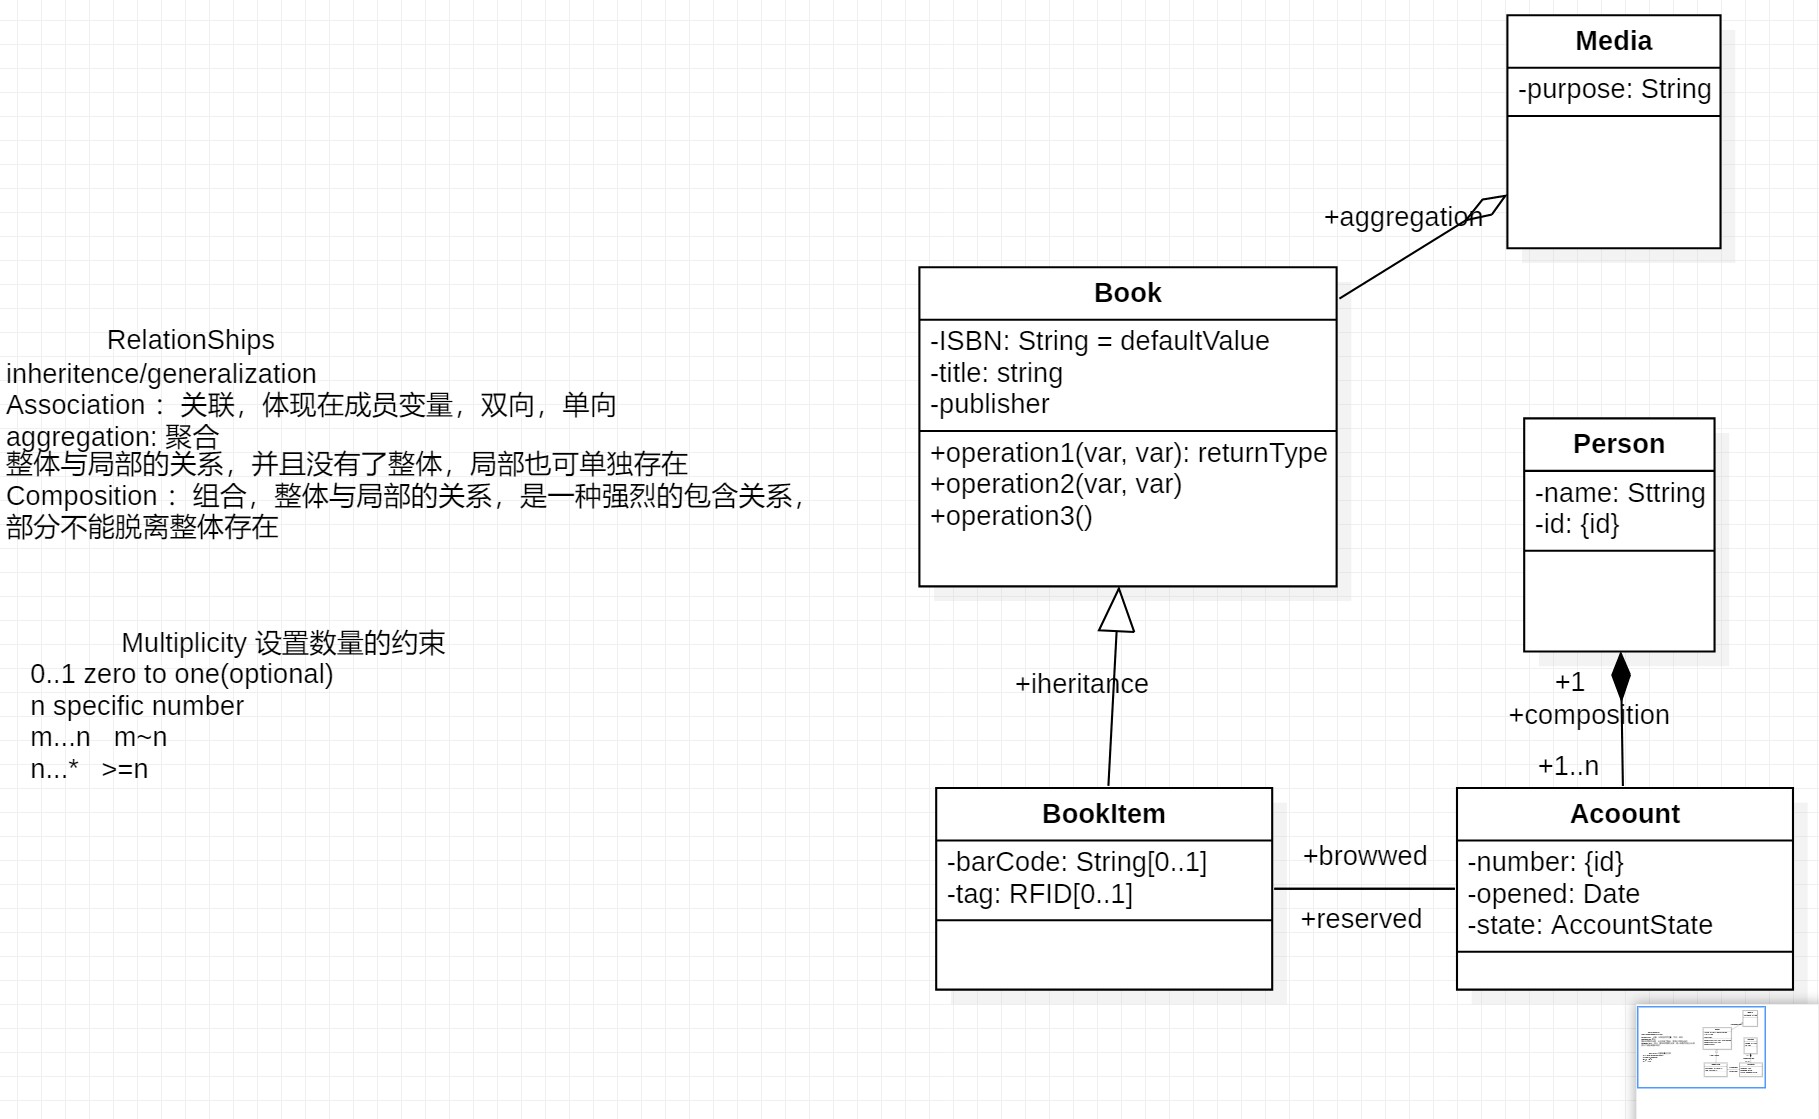 RelationShips
inheritence/generalization
Association ：关联，体现在成员变量，双向，单向
aggregation: 聚合
整体与局部的关系，并且没有了整体，局部也可单独存在
Composition ：组合，整体与局部的关系，是一种强烈的包含关系，
部分不能脱离整体存在
Multiplicity 设置数量的约束
0..1 zero to one(optional)
n specific number
m...n   m~n
n...*   >=n
Media
-purpose: String
+aggregation
Book
-ISBN: String = defaultValue
-title: string
-publisher
+operation1(var, var): returnType
+operation2(var, var)
+operation3()
Person
-name: Sttring
-id: {id}
+iheritance
+1
+composition
+1..n
BookItem
-barCode: String[0..1]
-tag: RFID[0..1]
+browwed
+reserved
Acoount
-number: {id}
-opened: Date
-state: AccountState